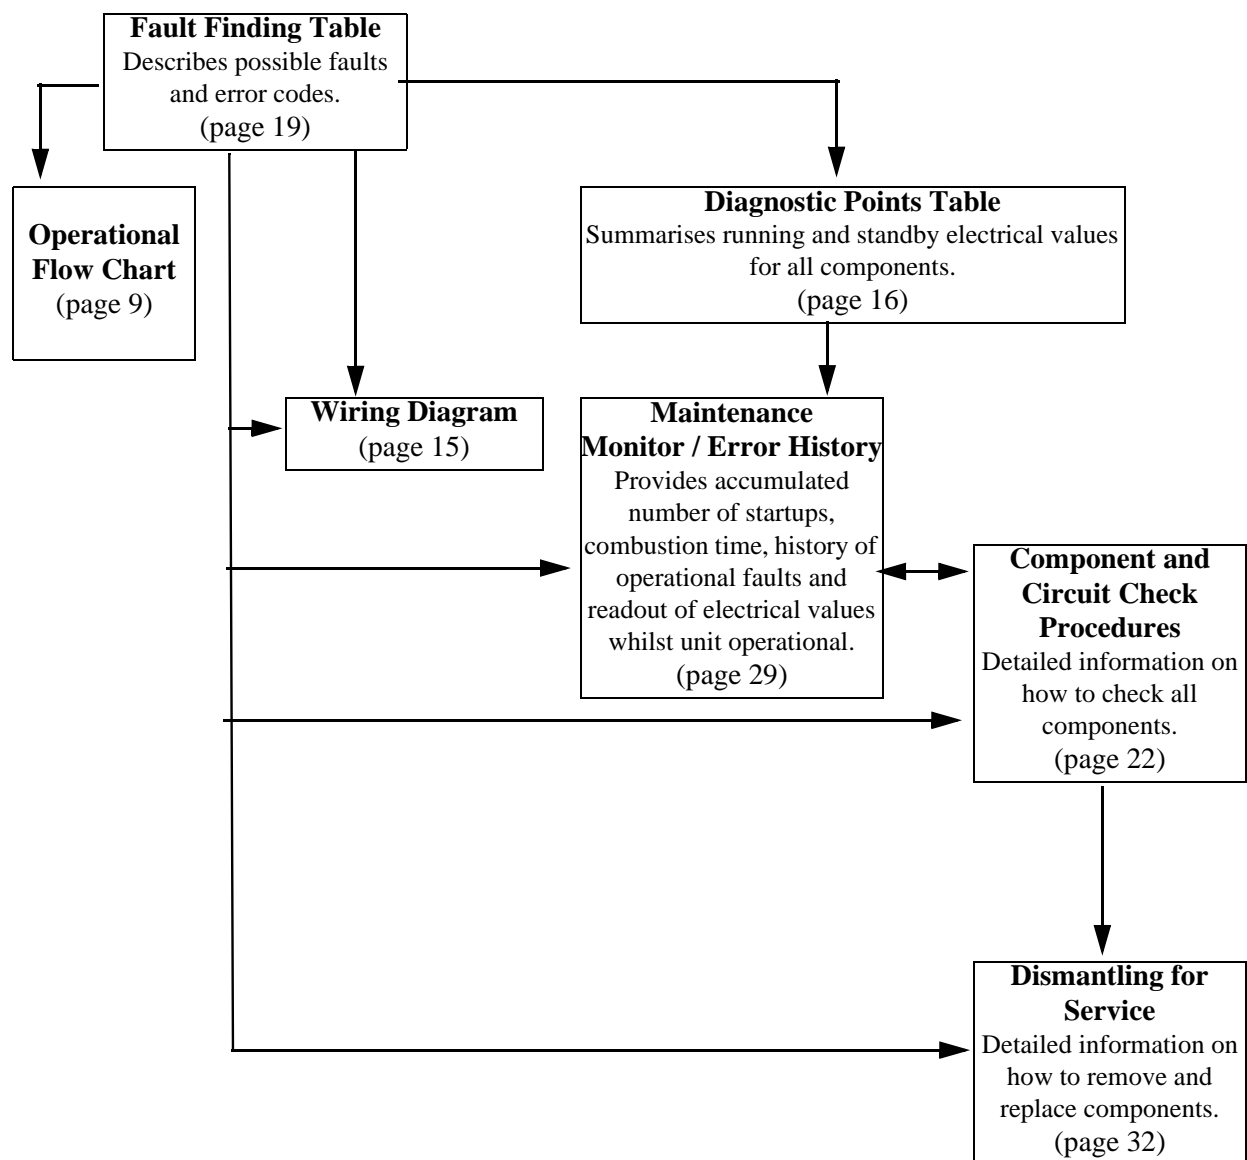 Fault Finding Table
Describes possible faults
and error codes.
(page 19)
Operational
Flow Chart
(page 9)
Diagnostic Points Table
Summarises running and standby electrical values
for all components.
(page 16)
Wiring Diagram
(page 15)
Maintenance
Monitor / Error History
Provides accumulated
number of startups,
combustion time, history of
operational faults and
readout of electrical values
whilst unit operational.
(page 29)
Component and
Circuit Check
Procedures
Detailed information on
how to check all
components.
(page 22)
Dismantling for
Service
Detailed information on
how to remove and
replace components.
(page 32)